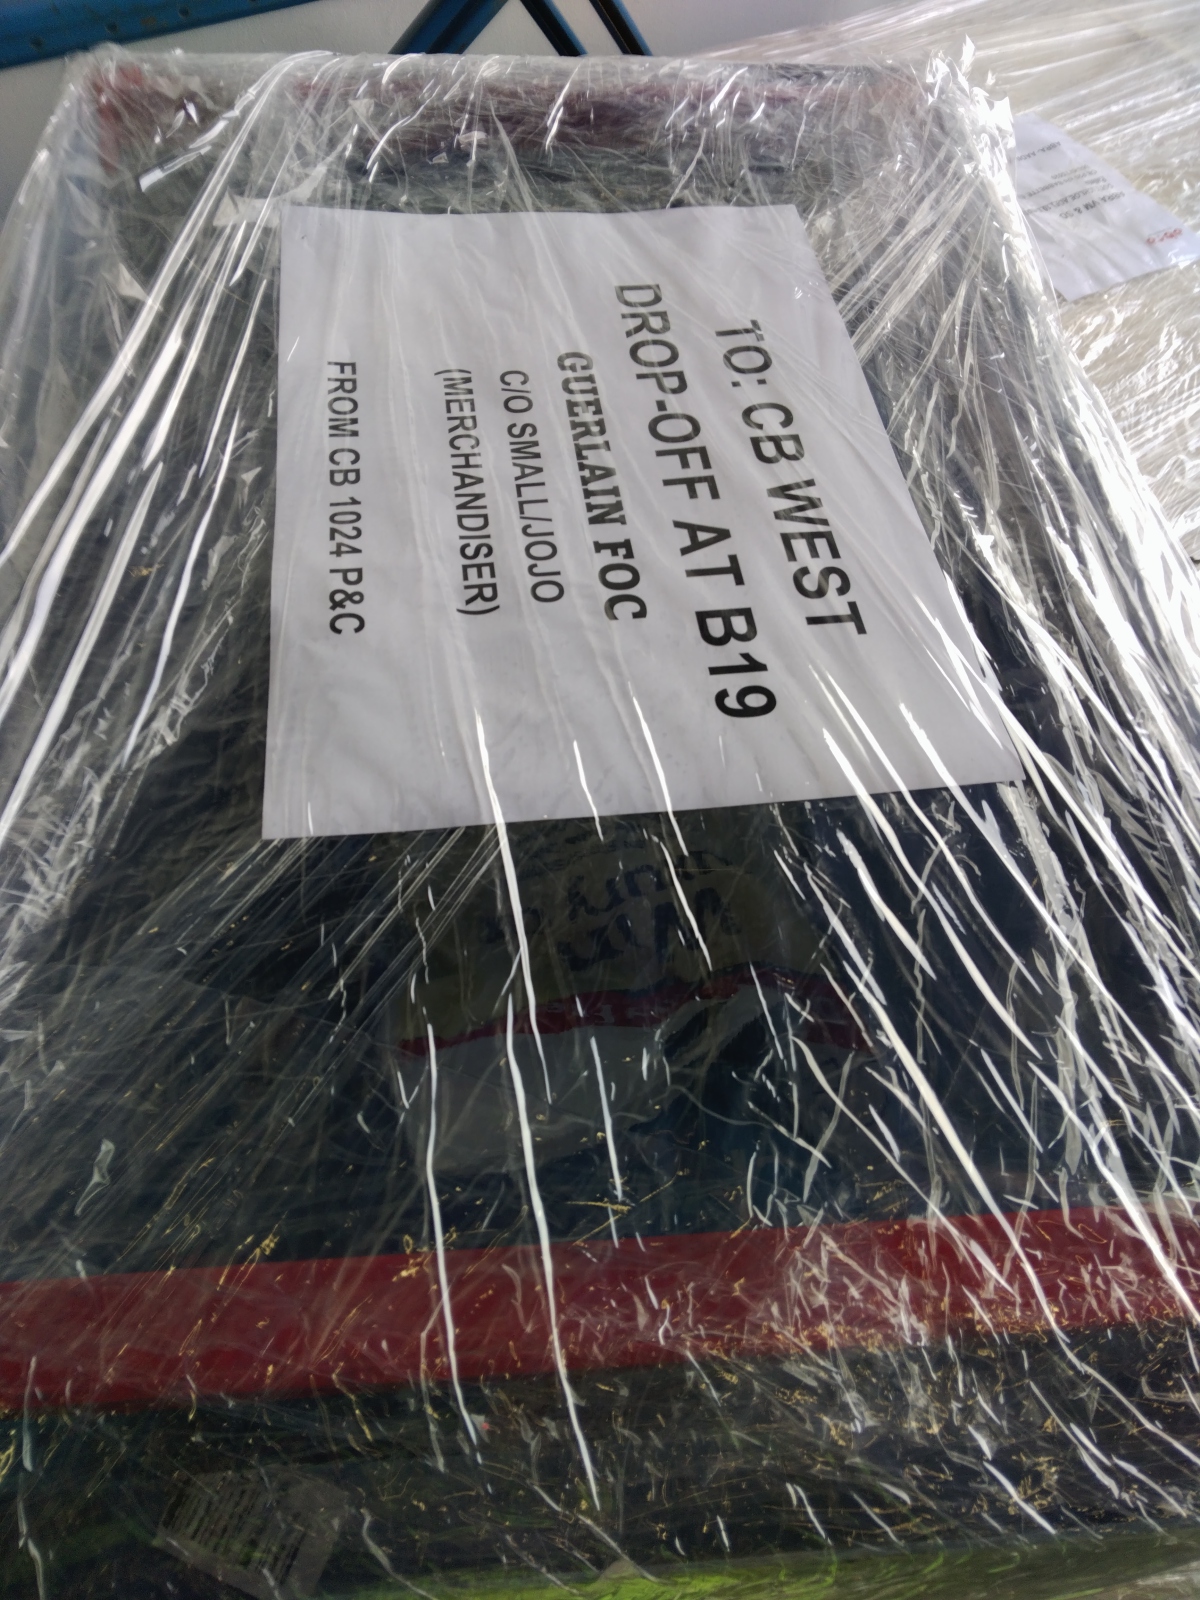 TO: CB WEST
DROP-OFF AT B19
GUERLAIN FOC
C/O SMALL/JOJO
(MERCHANDISER)
FROM CB 1024 P&C